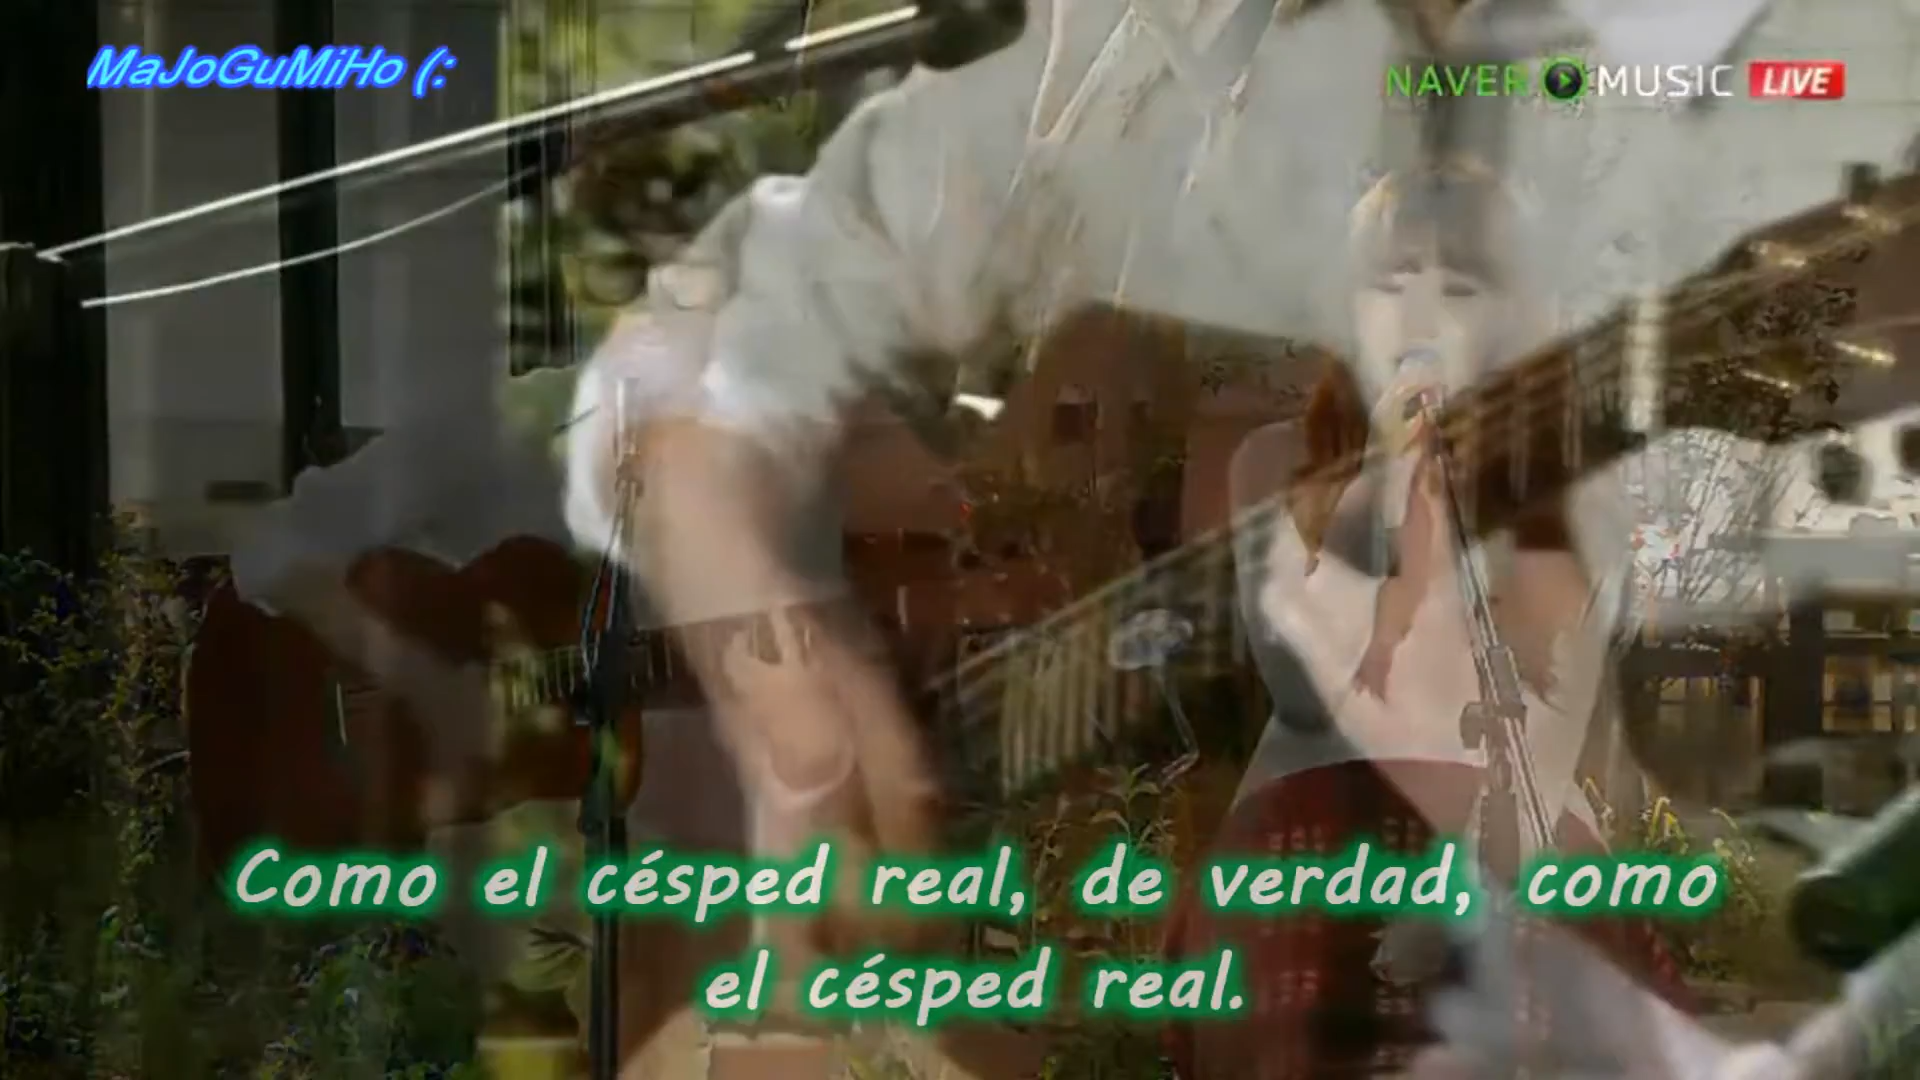 MaJoGuMiHo (:
NAVER MUSIC LIVE
Como el césped real, de verdad, como
el césped real.